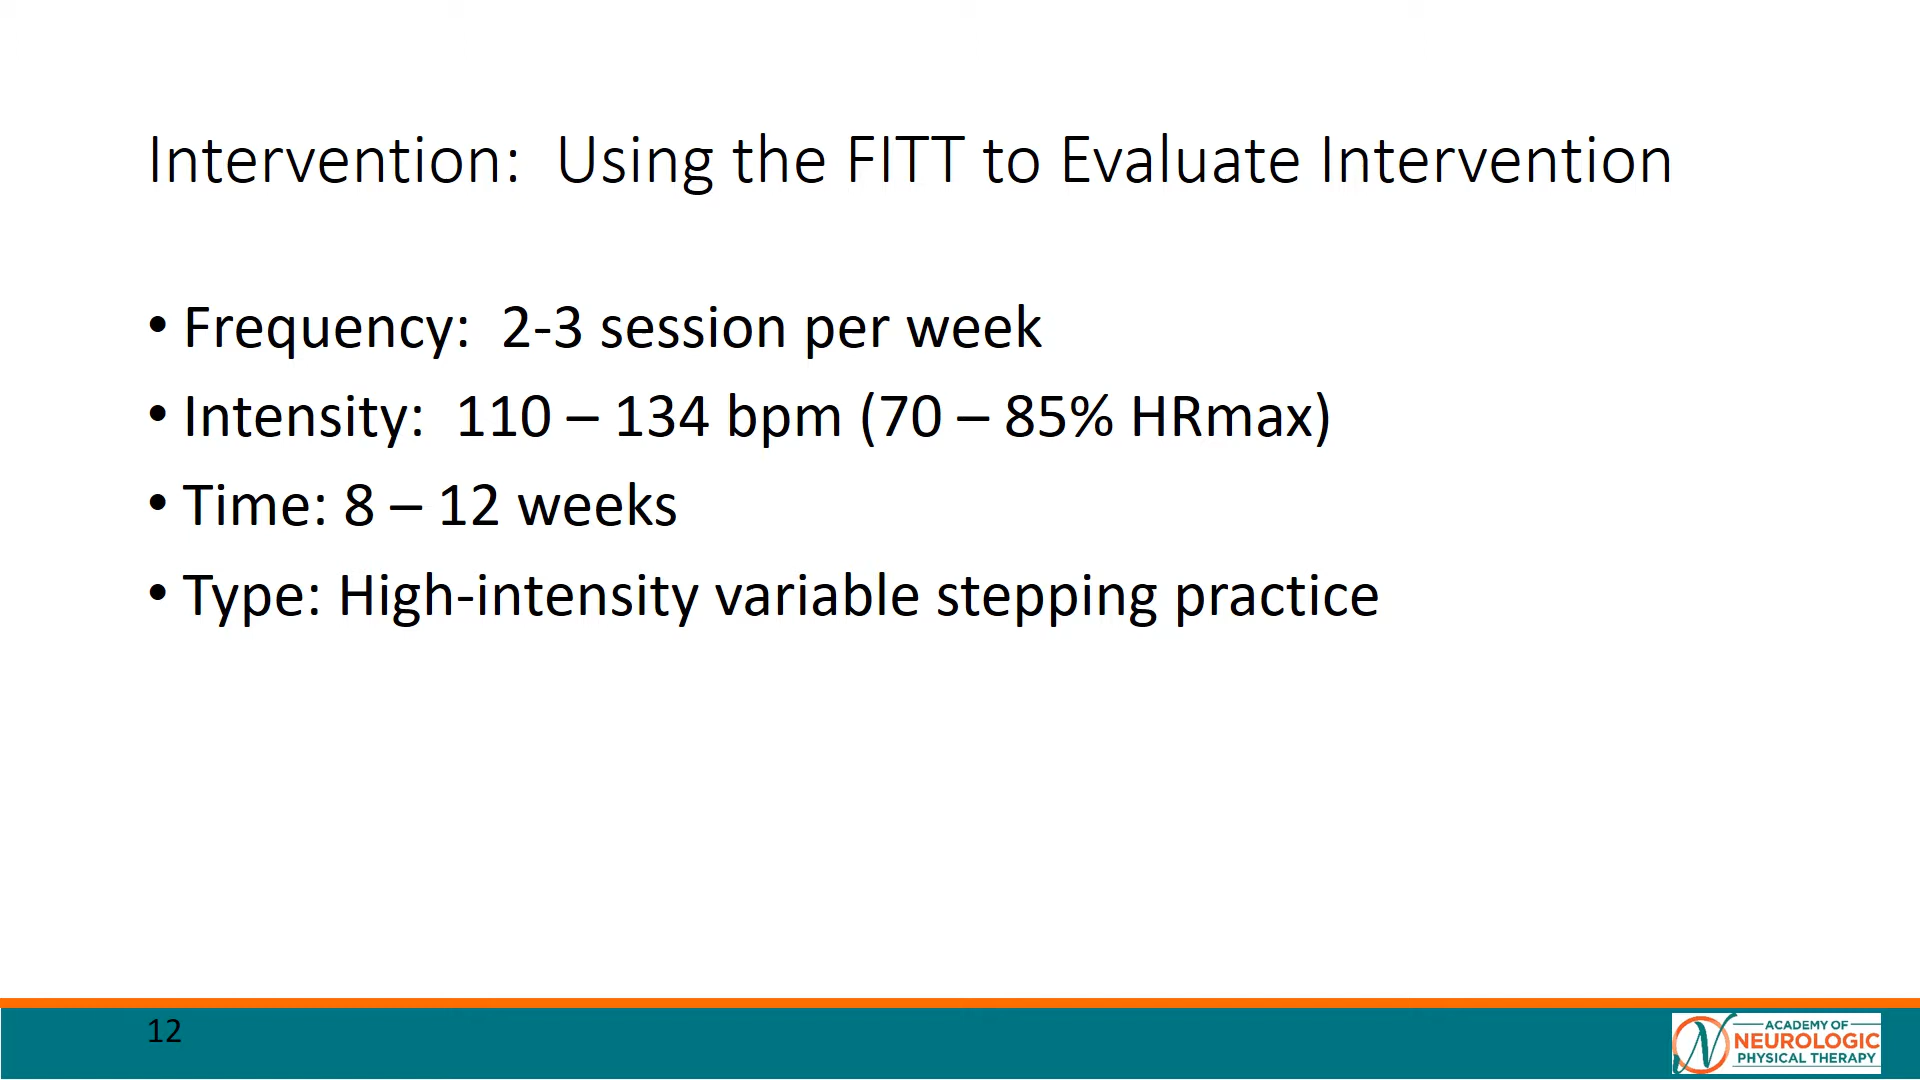 Intervention:  Using the FITT to Evaluate Intervention
• Frequency:  2-3 session per week
• Intensity:  110 – 134 bpm (70 – 85% HRmax)
• Time: 8 – 12 weeks
• Type: High-intensity variable stepping practice
12
ACADEMY OF
NEUROLOGIC
PHYSICAL THERAPY